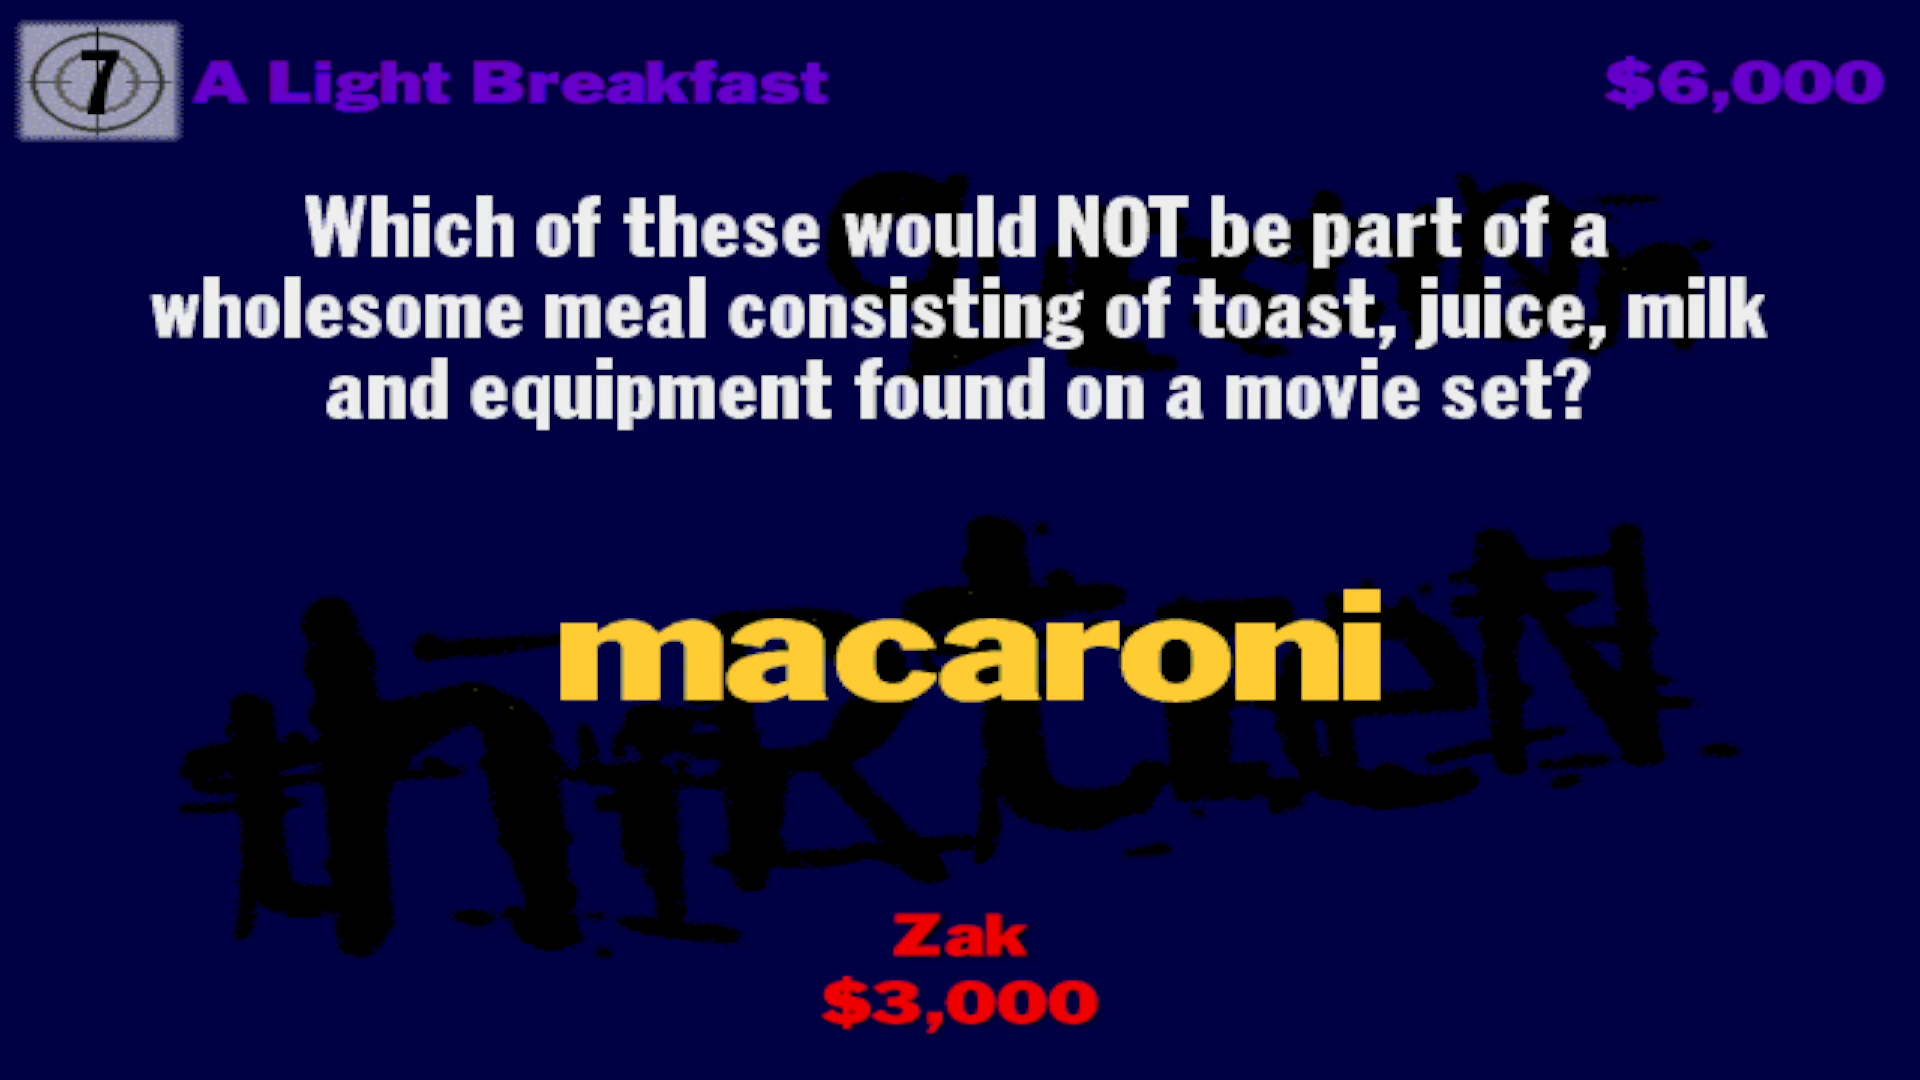 7 A Light Breakfast $6,000
Which of these would NOT be part of a
wholesome meal consisting of toast, juice, milk
and equipment found on a movie set?
macaroni
Zak
$3,000